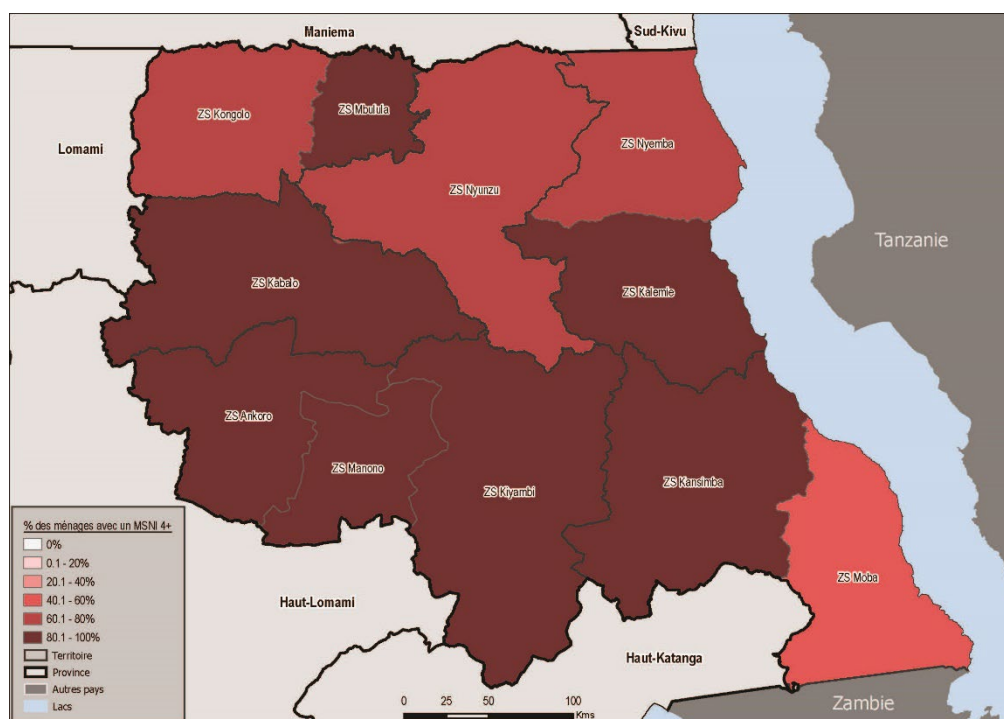 Maniema
Sud-Kivu
ZS Kongolo
ZS Mbulula
ZS Nyemba
Lomami
ZS Nyunzu
Tanzanie
ZS Kabalo
ZS Kalemie
ZS Ankoro
ZS Manono
ZS Kiyambi
ZS Kansimba
ZS Moba
% des ménages avec un MSNI 4+
0%
0.1 - 20%
20.1 - 40%
40.1 - 60%
60.1 - 80%
80.1 - 100%
Territoire
Province
Autres pays
Lacs
Haut-Lomami
Haut-Katanga
Zambie
0 25 50 100
Kms